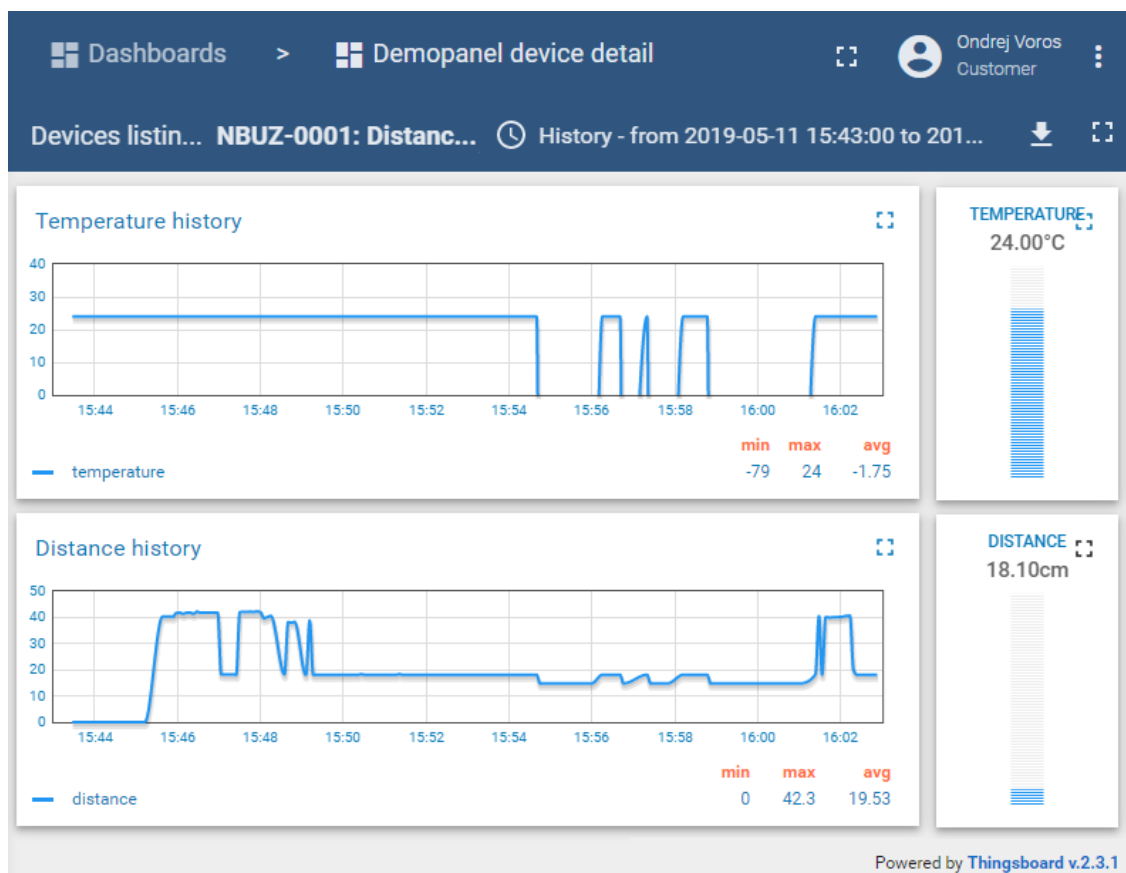 Dashboards > Demopanel device detail
Ondrej Voros
Customer
Devices listin... NBUZ-0001: Distanc... History - from 2019-05-11 15:43:00 to 201...
Temperature history
40
30
20
10
0
15:44 15:46 15:48 15:50 15:52 15:54 15:56 15:58 16:00 16:02
min max avg
temperature -79 24 -1.75
TEMPERATURE
24.00°C
Distance history
50
40
30
20
10
0
15:44 15:46 15:48 15:50 15:52 15:54 15:56 15:58 16:00 16:02
min max avg
distance 0 42.3 19.53
DISTANCE
18.10cm
Powered by Thingsboard v.2.3.1